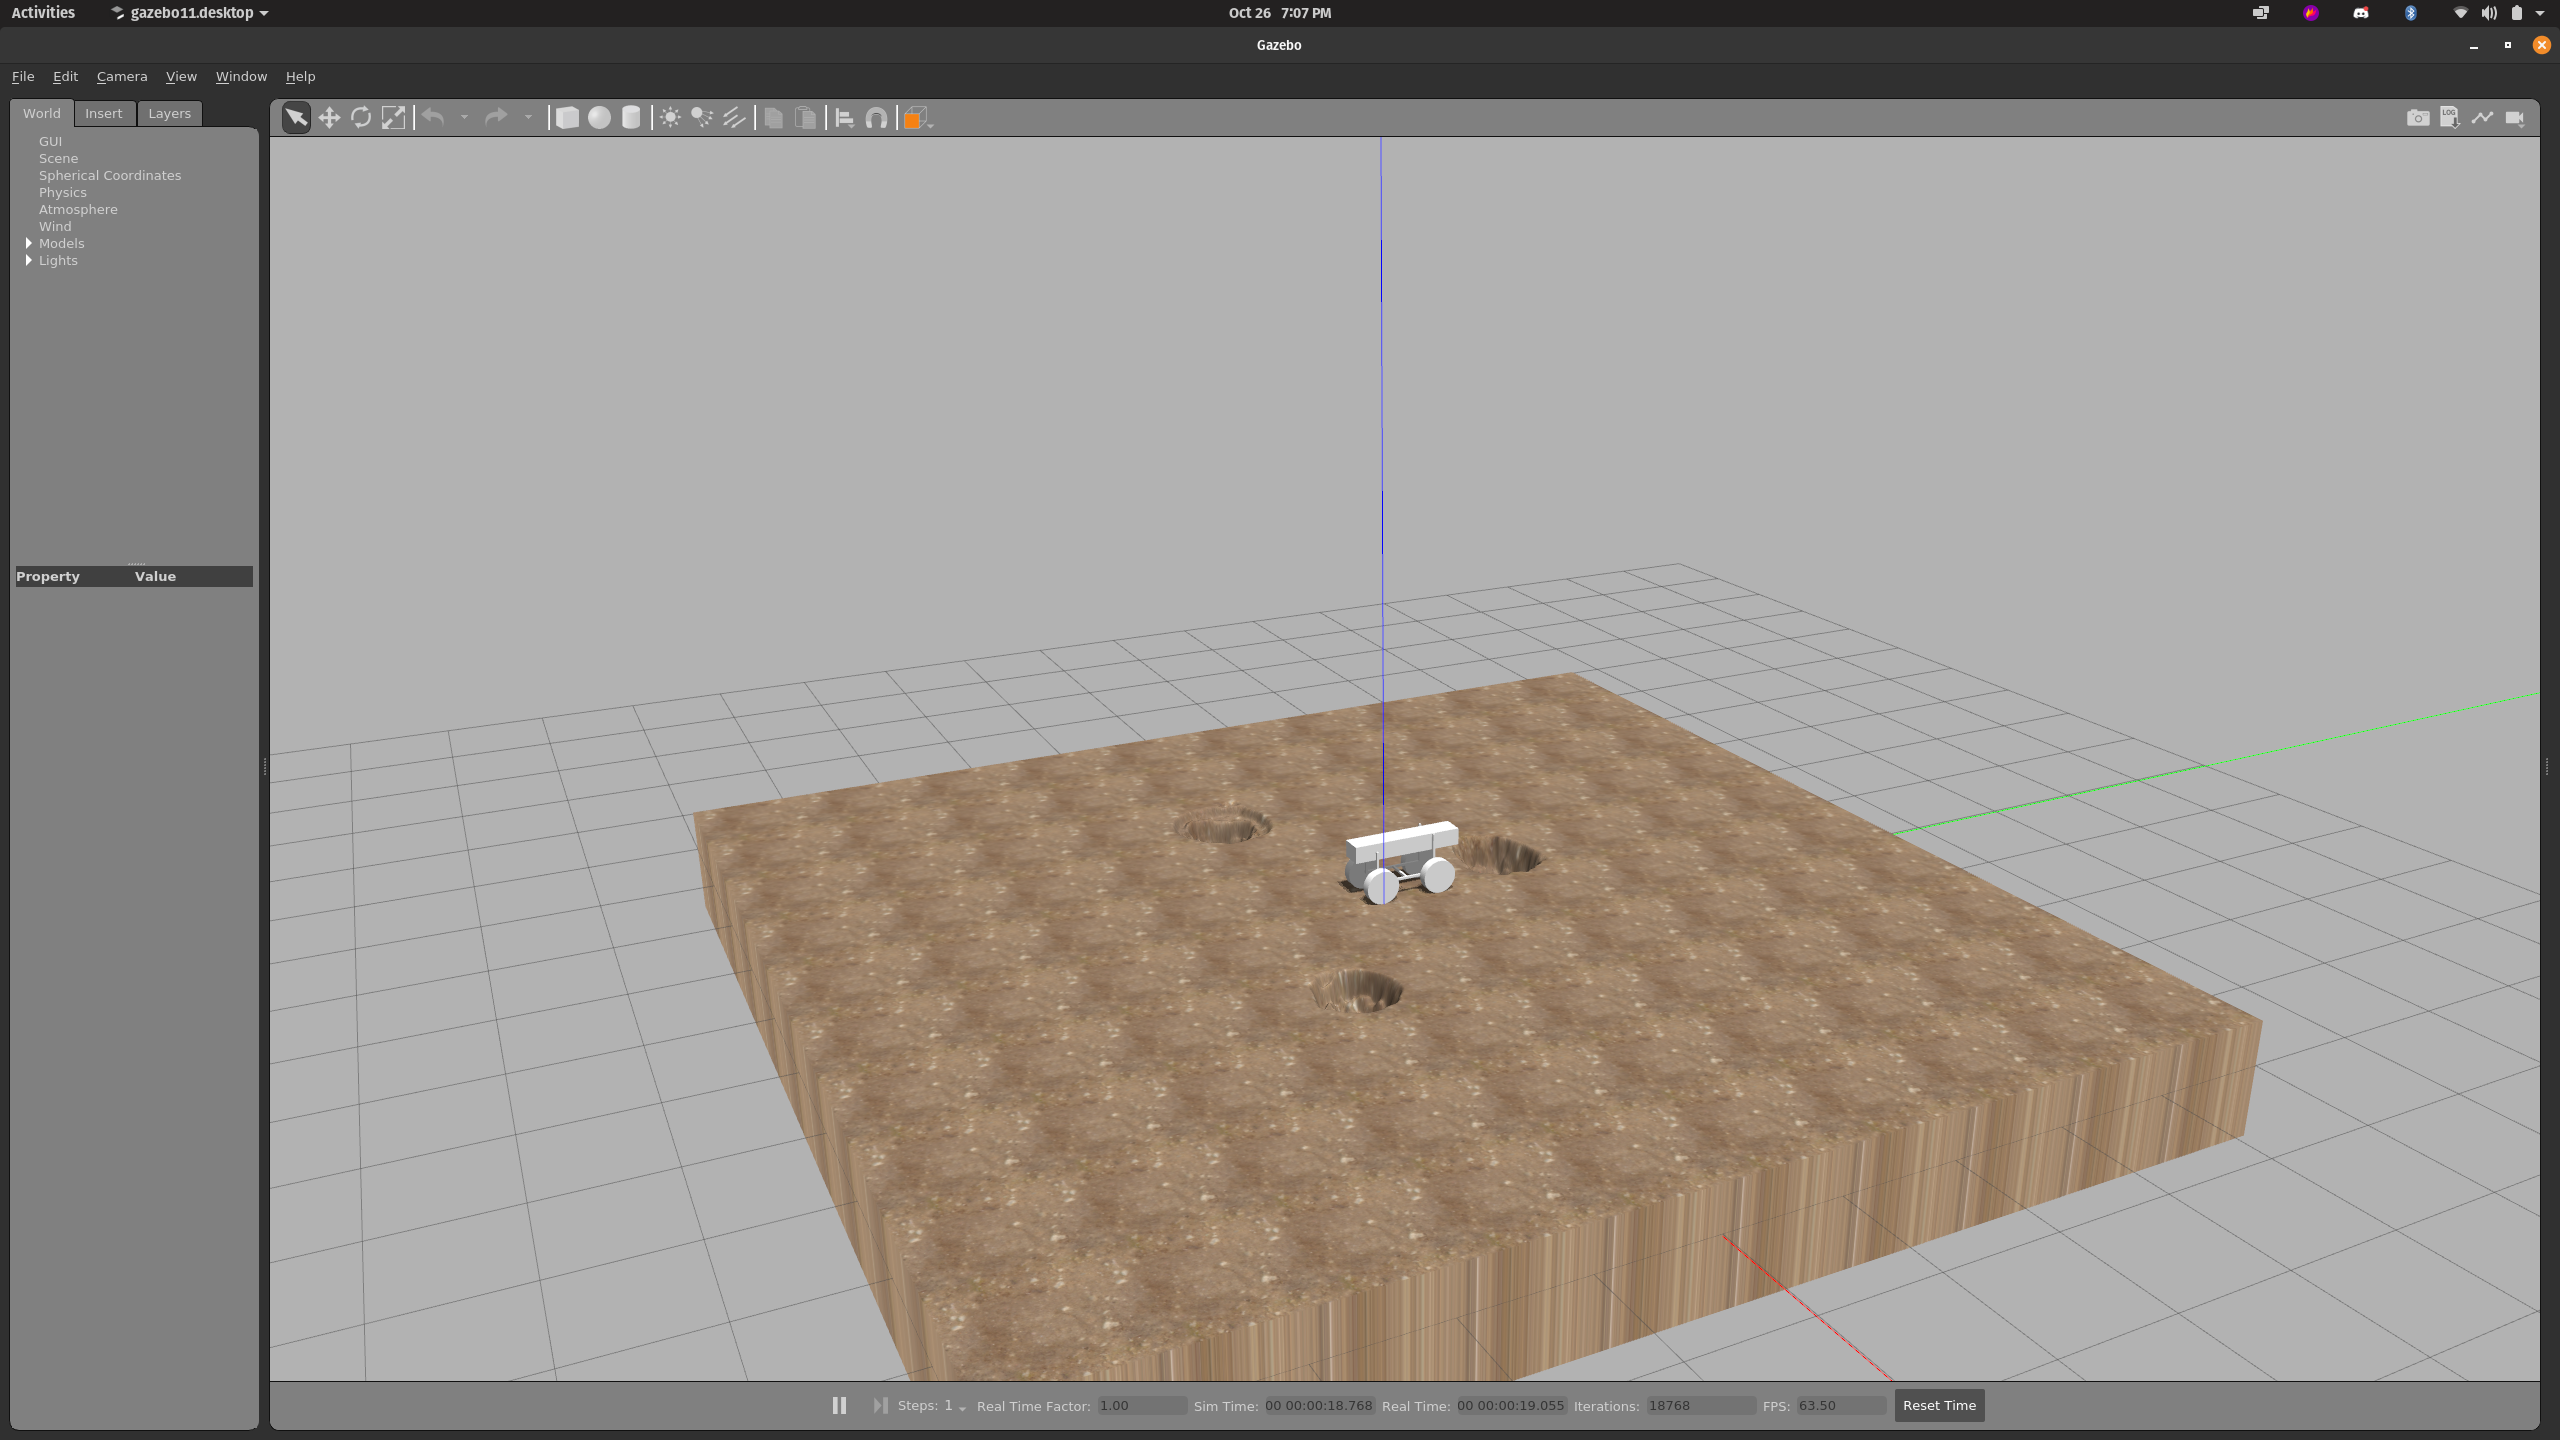 Activities gazebo11.desktop Oct 26 7:07 PM
Gazebo
File Edit Camera View Window Help
World Insert Layers
LOG
GUI
Scene
Spherical Coordinates
Physics
Atmosphere
Wind
Models
Lights
Property Value
Steps: 1 Real Time Factor: 1.00 Sim Time: 00 00:00:18.768 Real Time: 00 00:00:19.055 Iterations: 18768 FPS: 63.50 Reset Time